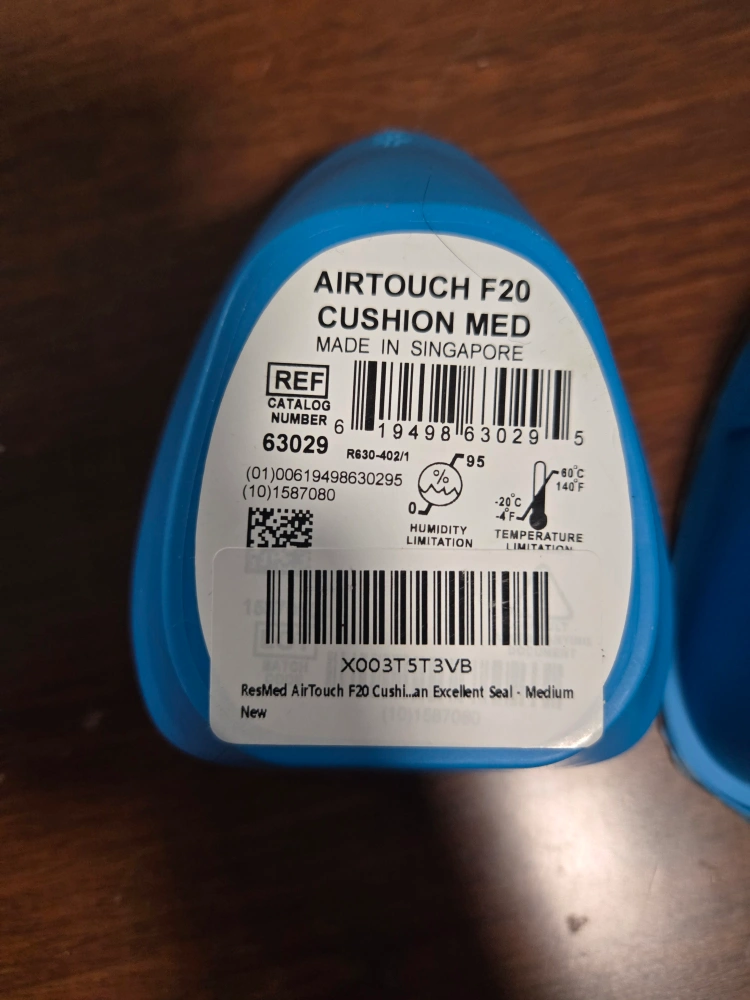 AIRTOUCH F20
CUSHION MED
MADE IN SINGAPORE
REF
CATALOG
NUMBER
63029
6 19498 63029 5
R630-402/1
(01)00619498630295
(10)1587080
%
95
0
HUMIDITY
LIMITATION
60°C
140°F
-20°C
-4°F
TEMPERATURE
LIMITATION
X003T5T3VB
ResMed AirTouch F20 Cushi...an Excellent Seal - Medium
New
(10)1587080